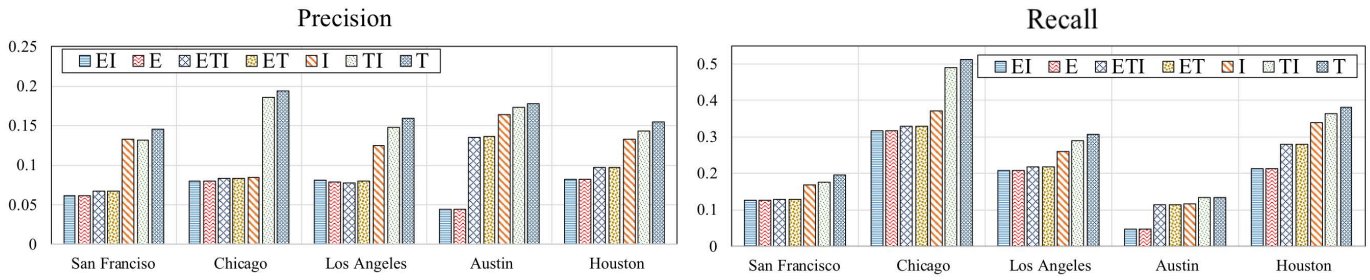 Precision
0.25
0.2
0.15
0.1
0.05
0
EI E ETI ET I TI T
San Franciso Chicago Los Angeles Austin Houston
Recall
0.5
0.4
0.3
0.2
0.1
0
EI E ETI ET I TI T
San Francisco Chicago Los Angeles Austin Houston